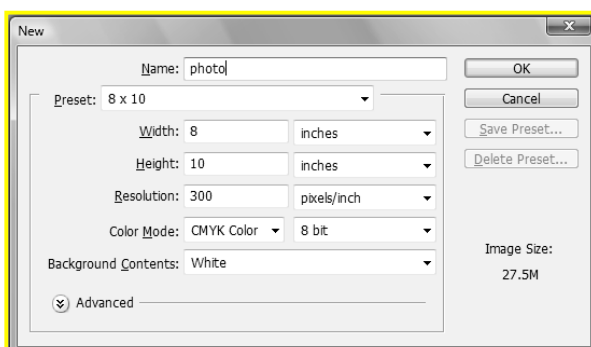 New
Name: photo
Preset: 8 x 10
Width: 8 inches
Height: 10 inches
Resolution: 300 pixels/inch
Color Mode: CMYK Color 8 bit
Background Contents: White
Advanced
OK
Cancel
Save Preset...
Delete Preset...
Image Size:
27.5M